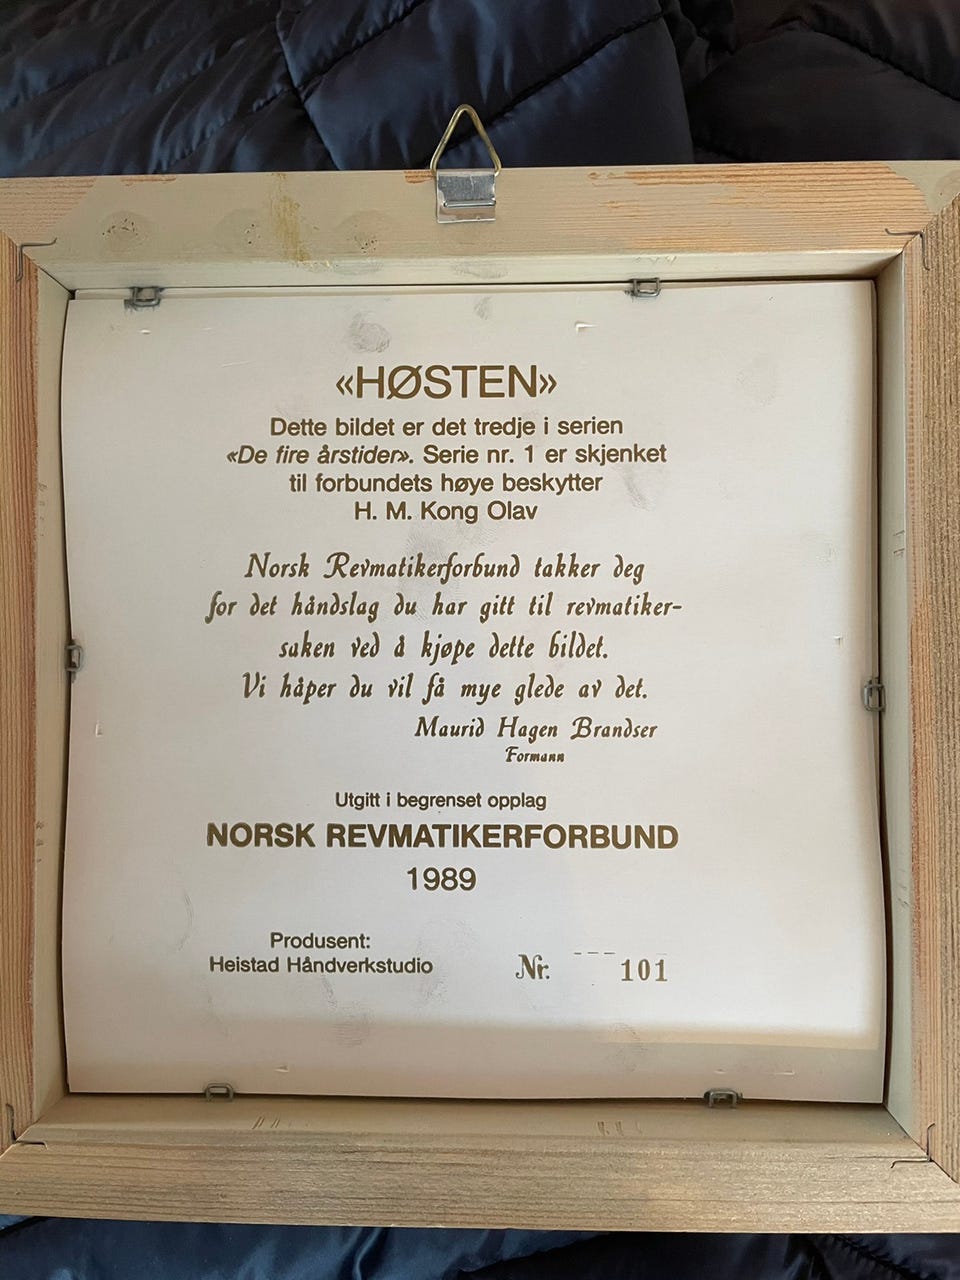 «HØSTEN»
Dette bildet er det tredje i serien
«De fire årstider». Serie nr. 1 er skjenket
til forbundets høye beskytter
H. M. Kong Olav
Norsk Revmatikerforbund takker deg
for det håndslag du har gitt til revmatiker-
saken ved å kjøpe dette bildet.
Vi håper du vil få mye glede av det.
Maurid Hagen Brandser
Formann
Utgitt i begrenset opplag
NORSK REVMATIKERFORBUND
1989
Produsent:
Heistad Håndverkstudio
Nr. 101